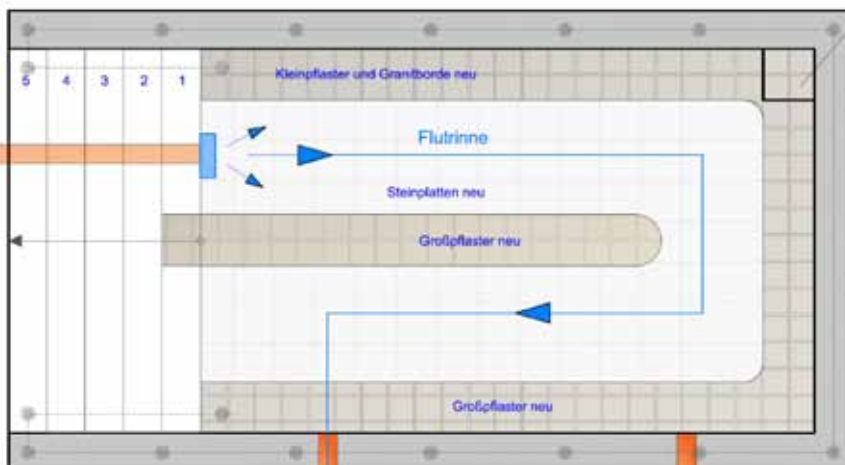 5 4 3 2 1
Kleinpflaster und Granitborde neu
Flutrinne
Steinplatten neu
Großpflaster neu
Großpflaster neu